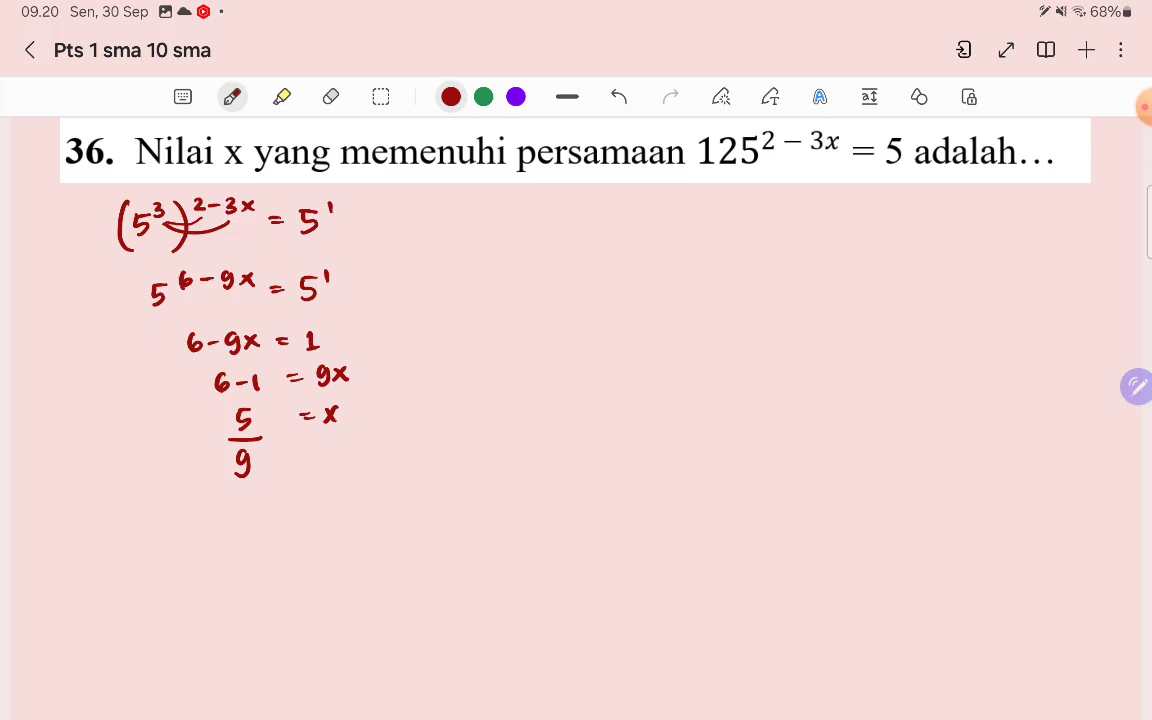 09.20 Sen, 30 Sep 68%
Pts 1 sma 10 sma
36. Nilai x yang memenuhi persamaan 125^{2 − 3x} = 5 adalah…
(5^3)^{2-3x} = 5^1
5^{6-9x} = 5^1
6-9x = 1
6-1 = 9x
5/9 = x